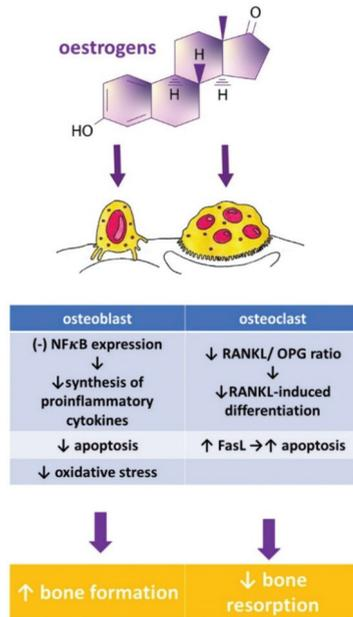 O
oestrogens
H
H
H
HO
osteoblast
(-) NFκB expression
↓
↓synthesis of
proinflammatory
cytokines
↓ apoptosis
↓ oxidative stress
osteoclast
↓ RANKL/ OPG ratio
↓
↓RANKL-induced
differentiation
↑ FasL →↑ apoptosis
↑ bone formation
↓ bone
resorption